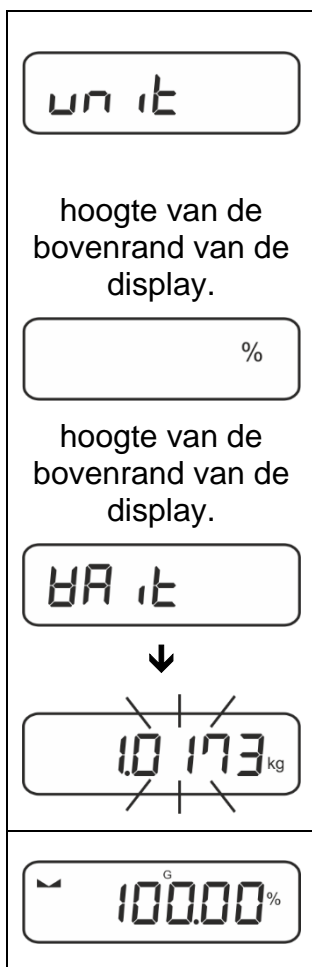 unit
hoogte van de
bovenrand van de
display.
%
hoogte van de
bovenrand van de
display.
WAit
1.0173 kg
G
100.00 %